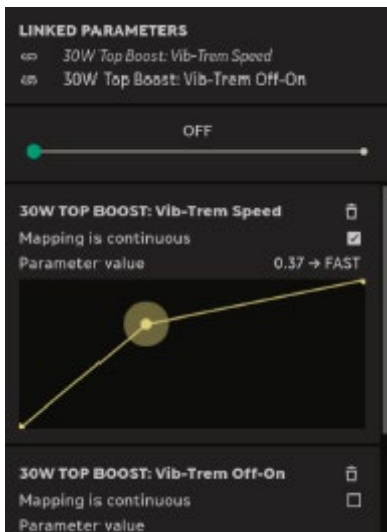 LINKED PARAMETERS
30W Top Boost: Vib-Trem Speed
30W Top Boost: Vib-Trem Off-On
OFF
30W TOP BOOST: Vib-Trem Speed
Mapping is continuous
Parameter value 0.37 → FAST
30W TOP BOOST: Vib-Trem Off-On
Mapping is continuous
Parameter value